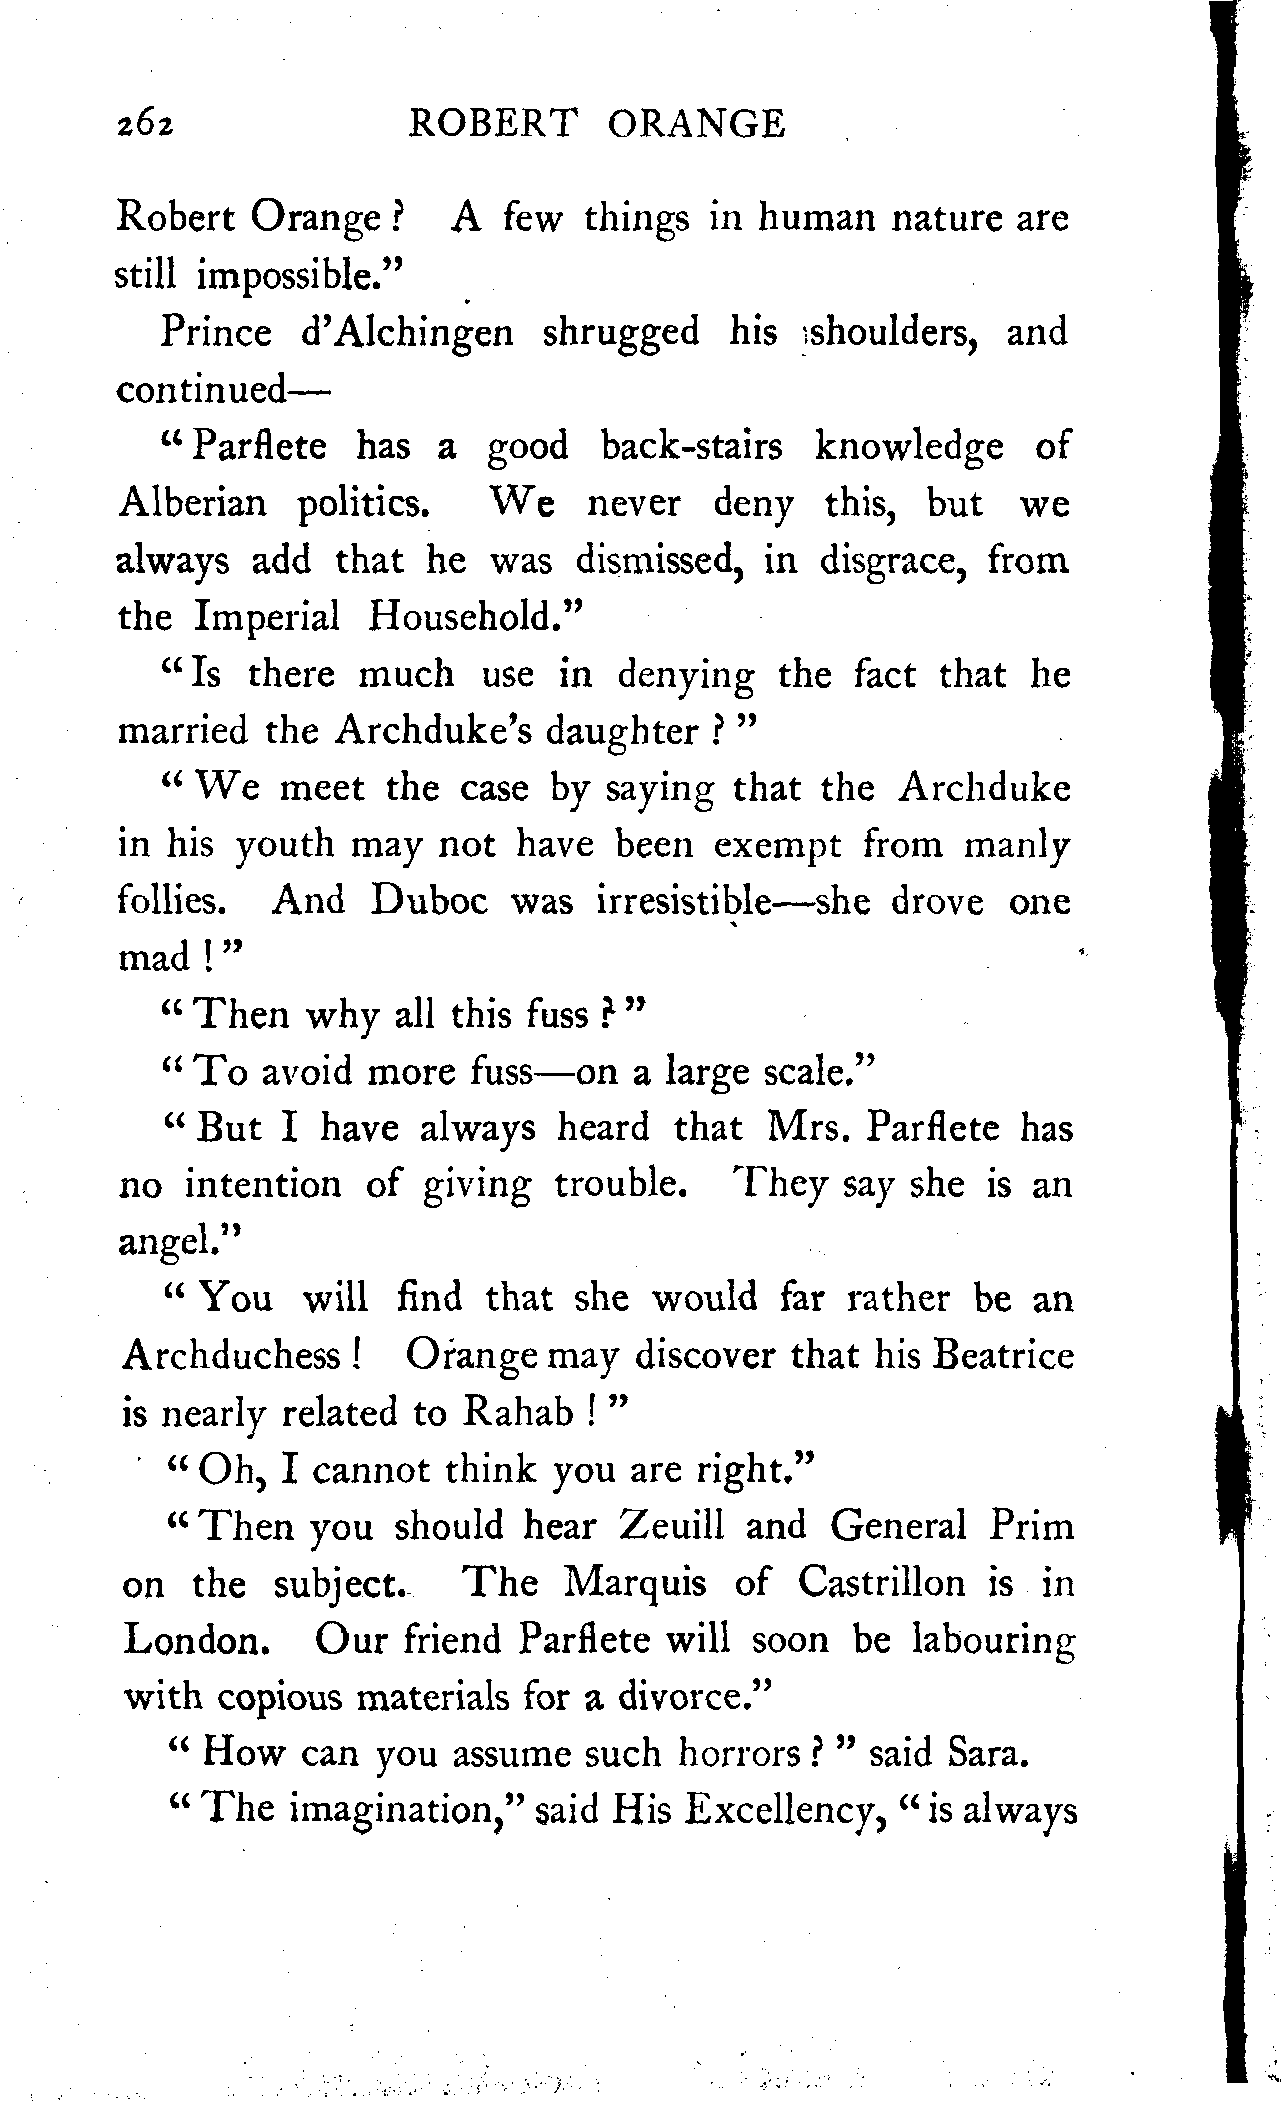 262 ROBERT ORANGE
Robert Orange? A few things in human nature are
still impossible."
Prince d'Alchingen shrugged his shoulders, and
continued—
"Parflete has a good back-stairs knowledge of
Alberian politics. We never deny this, but we
always add that he was dismissed, in disgrace, from
the Imperial Household."
"Is there much use in denying the fact that he
married the Archduke's daughter?"
"We meet the case by saying that the Archduke
in his youth may not have been exempt from manly
follies. And Duboc was irresistible—she drove one
mad!"
"Then why all this fuss?"
"To avoid more fuss—on a large scale."
"But I have always heard that Mrs. Parflete has
no intention of giving trouble. They say she is an
angel."
"You will find that she would far rather be an
Archduchess! Orange may discover that his Beatrice
is nearly related to Rahab!"
"Oh, I cannot think you are right."
"Then you should hear Zeuill and General Prim
on the subject. The Marquis of Castrillon is in
London. Our friend Parflete will soon be labouring
with copious materials for a divorce."
"How can you assume such horrors?" said Sara.
"The imagination," said His Excellency, "is always